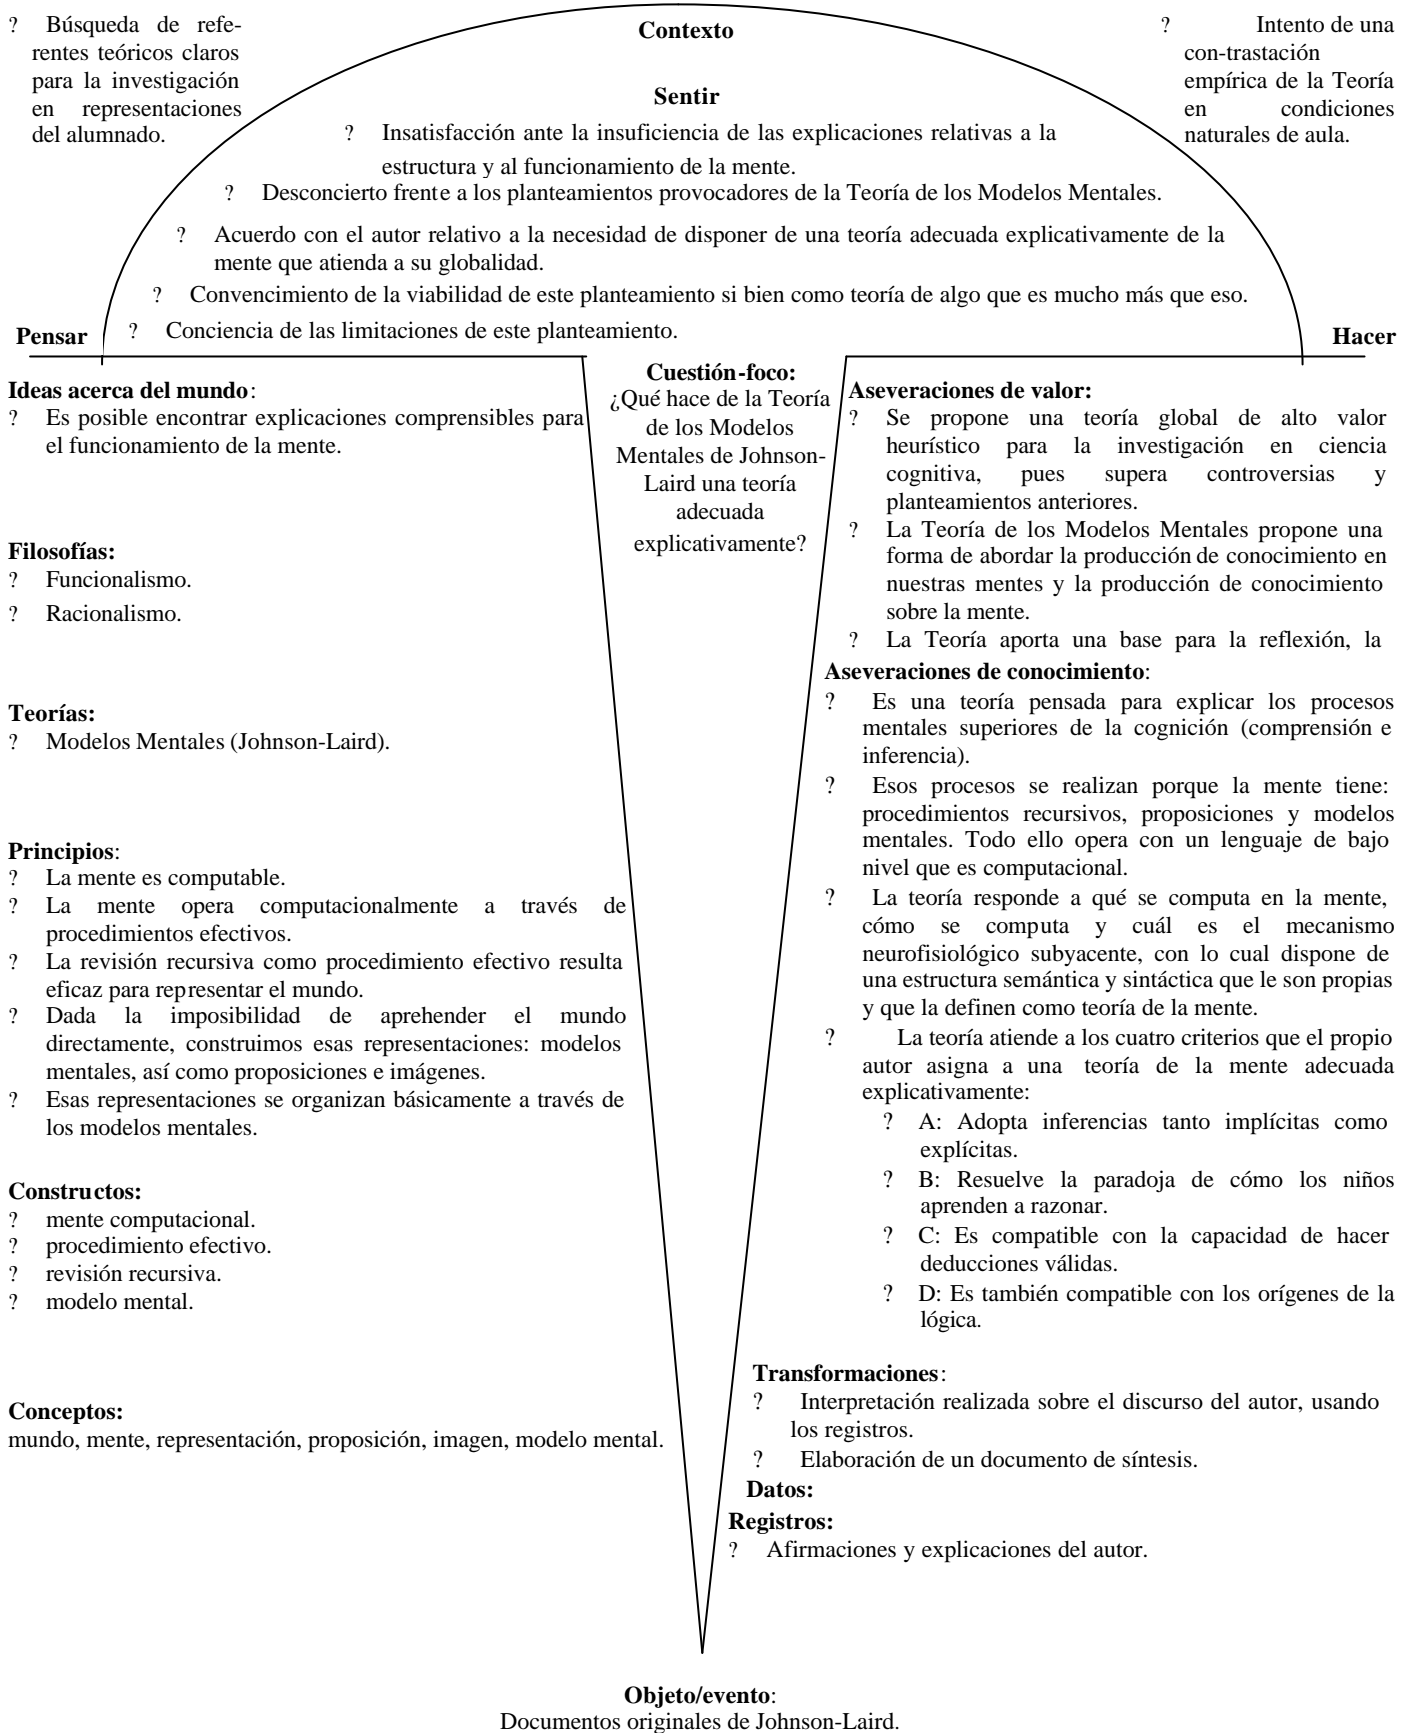 ? Búsqueda de refe-
rentes teóricos claros
para la investigación
en representaciones
del alumnado.
Contexto
? Intento de una
con-trastación
empírica de la Teoría
en condiciones
naturales de aula.
Sentir
? Insatisfacción ante la insuficiencia de las explicaciones relativas a la
estructura y al funcionamiento de la mente.
? Desconcierto frente a los planteamientos provocadores de la Teoría de los Modelos Mentales.
? Acuerdo con el autor relativo a la necesidad de disponer de una teoría adecuada explicativamente de la
mente que atienda a su globalidad.
? Convencimiento de la viabilidad de este planteamiento si bien como teoría de algo que es mucho más que eso.
? Conciencia de las limitaciones de este planteamiento.
Pensar
Hacer
Ideas acerca del mundo:
? Es posible encontrar explicaciones comprensibles para
el funcionamiento de la mente.
Filosofías:
? Funcionalismo.
? Racionalismo.
Teorías:
? Modelos Mentales (Johnson-Laird).
Principios:
? La mente es computable.
? La mente opera computacionalmente a través de
procedimientos efectivos.
? La revisión recursiva como procedimiento efectivo resulta
eficaz para representar el mundo.
? Dada la imposibilidad de aprehender el mundo
directamente, construimos esas representaciones: modelos
mentales, así como proposiciones e imágenes.
? Esas representaciones se organizan básicamente a través de
los modelos mentales.
Constructos:
? mente computacional.
? procedimiento efectivo.
? revisión recursiva.
? modelo mental.
Conceptos:
mundo, mente, representación, proposición, imagen, modelo mental.
Cuestión-foco:
¿Qué hace de la Teoría
de los Modelos
Mentales de Johnson-
Laird una teoría
adecuada
explicativamente?
Aseveraciones de valor:
? Se propone una teoría global de alto valor
heurístico para la investigación en ciencia
cognitiva, pues supera controversias y
planteamientos anteriores.
? La Teoría de los Modelos Mentales propone una
forma de abordar la producción de conocimiento en
nuestras mentes y la producción de conocimiento
sobre la mente.
? La Teoría aporta una base para la reflexión, la
Aseveraciones de conocimiento:
? Es una teoría pensada para explicar los procesos
mentales superiores de la cognición (comprensión e
inferencia).
? Esos procesos se realizan porque la mente tiene:
procedimientos recursivos, proposiciones y modelos
mentales. Todo ello opera con un lenguaje de bajo
nivel que es computacional.
? La teoría responde a qué se computa en la mente,
cómo se computa y cuál es el mecanismo
neurofisiológico subyacente, con lo cual dispone de
una estructura semántica y sintáctica que le son propias
y que la definen como teoría de la mente.
? La teoría atiende a los cuatro criterios que el propio
autor asigna a una teoría de la mente adecuada
explicativamente:
? A: Adopta inferencias tanto implícitas como
explícitas.
? B: Resuelve la paradoja de cómo los niños
aprenden a razonar.
? C: Es compatible con la capacidad de hacer
deducciones válidas.
? D: Es también compatible con los orígenes de la
lógica.
Transformaciones:
? Interpretación realizada sobre el discurso del autor, usando
los registros.
? Elaboración de un documento de síntesis.
Datos:
Registros:
? Afirmaciones y explicaciones del autor.
Objeto/evento:
Documentos originales de Johnson-Laird.